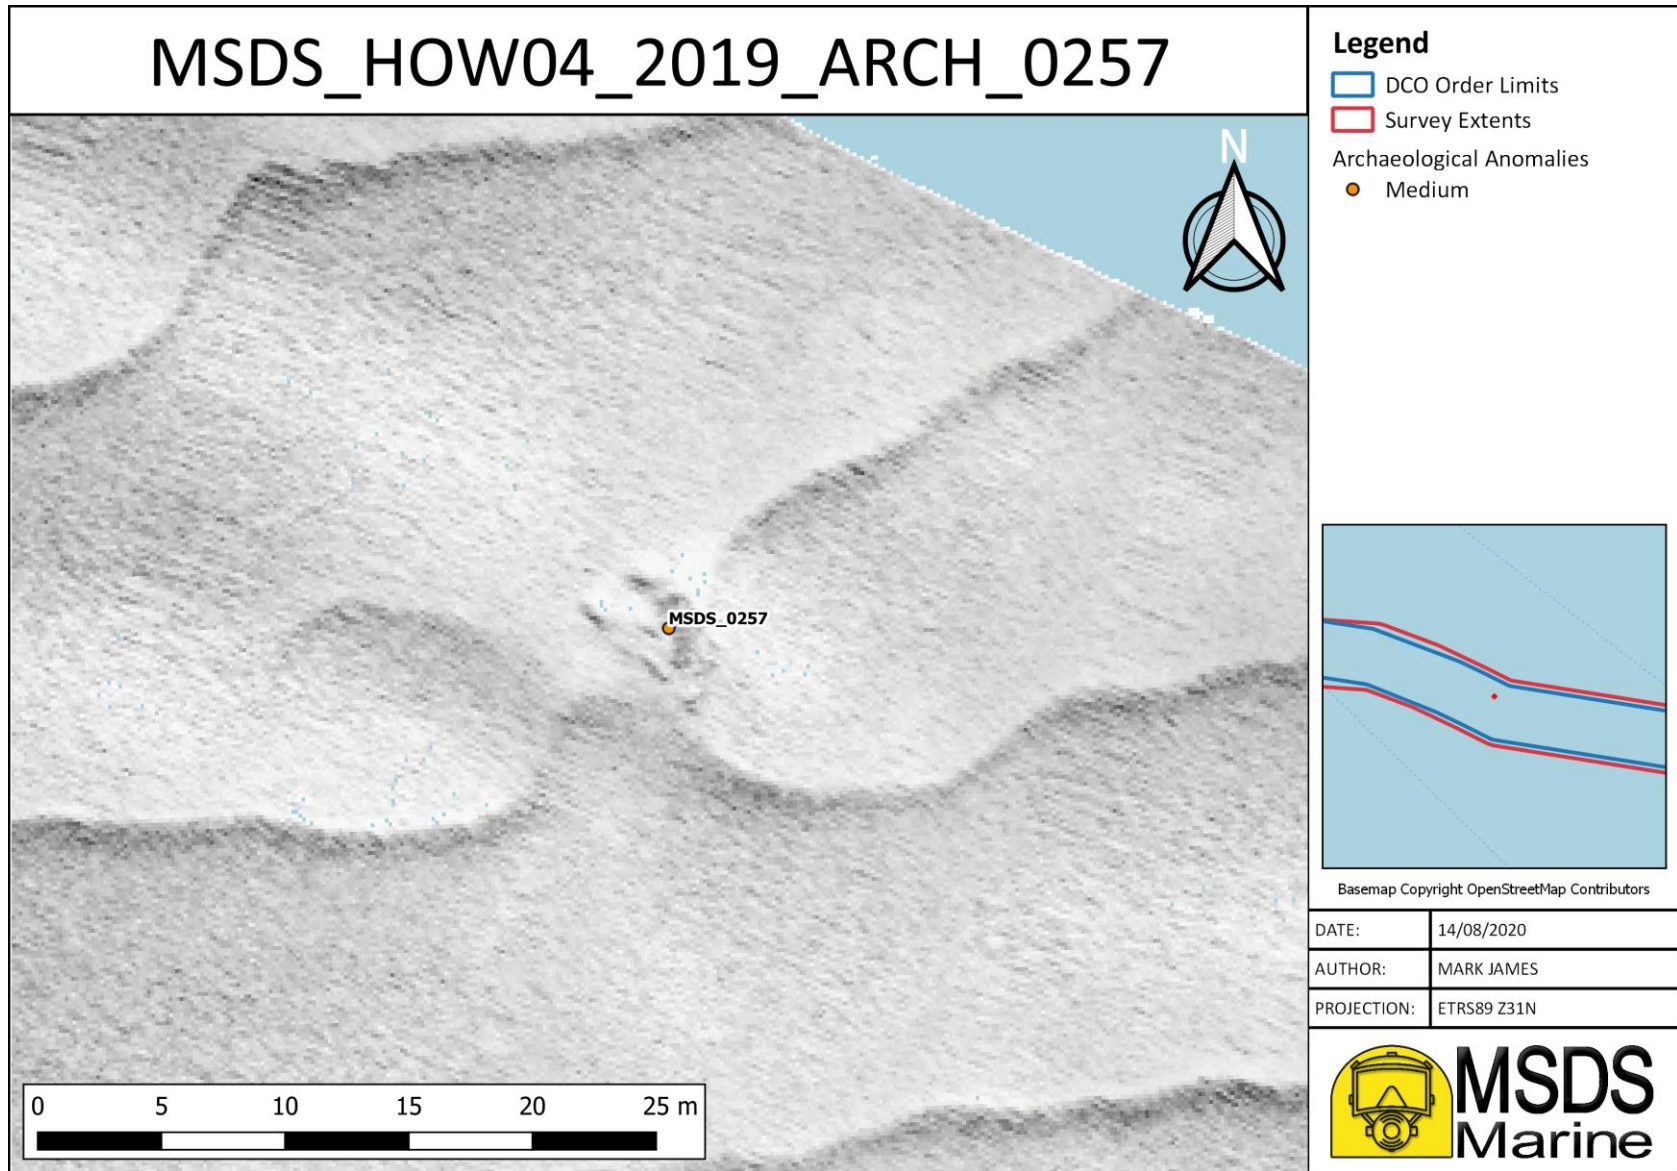 MSDS_HOW04_2019_ARCH_0257
N
MSDS_0257
0 5 10 15 20 25 m
Legend
DCO Order Limits
Survey Extents
Archaeological Anomalies
Medium
Basemap Copyright OpenStreetMap Contributors
DATE: 14/08/2020
AUTHOR: MARK JAMES
PROJECTION: ETRS89 Z31N
MSDS
Marine